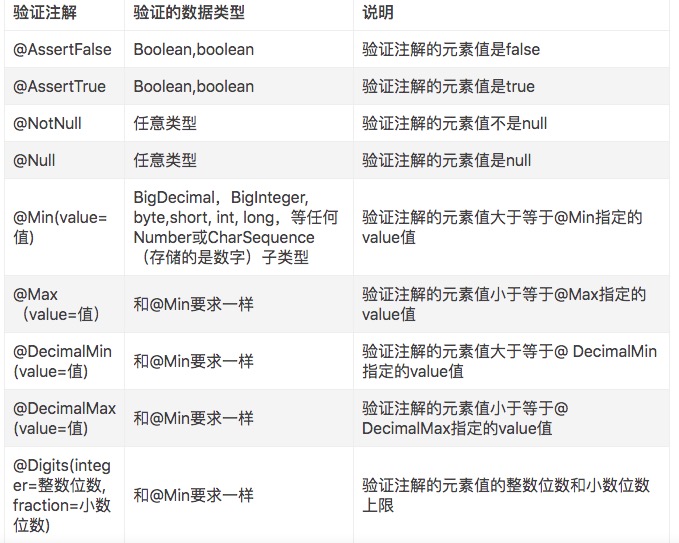 验证注解 验证的数据类型 说明
@AssertFalse Boolean,boolean 验证注解的元素值是false
@AssertTrue Boolean,boolean 验证注解的元素值是true
@NotNull 任意类型 验证注解的元素值不是null
@Null 任意类型 验证注解的元素值是null
@Min(value=
值)
BigDecimal，BigInteger,
byte,short, int, long，等任何
Number或CharSequence
（存储的是数字）子类型
验证注解的元素值大于等于@Min指定的
value值
@Max
（value=值）
和@Min要求一样
验证注解的元素值小于等于@Max指定的
value值
@DecimalMin
(value=值)
和@Min要求一样
验证注解的元素值大于等于@ DecimalMin
指定的value值
@DecimalMax
(value=值)
和@Min要求一样
验证注解的元素值小于等于@
DecimalMax指定的value值
@Digits(integ
er=整数位数,
fraction=小数
位数)
和@Min要求一样
验证注解的元素值的整数位数和小数位数
上限